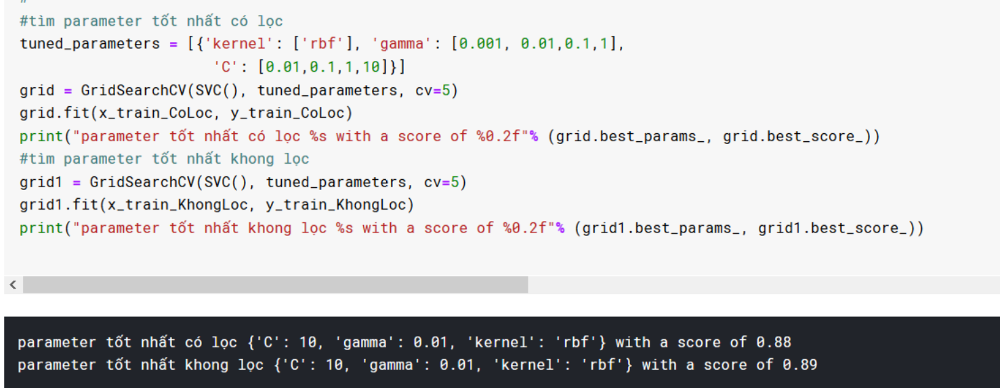 #
#tìm parameter tốt nhất có lọc
tuned_parameters = [{'kernel': ['rbf'], 'gamma': [0.001, 0.01,0.1,1],
'C': [0.01,0.1,1,10]}]
grid = GridSearchCV(SVC(), tuned_parameters, cv=5)
grid.fit(x_train_CoLoc, y_train_CoLoc)
print("parameter tốt nhất có lọc %s with a score of %0.2f"% (grid.best_params_, grid.best_score_))
#tìm parameter tốt nhất khong lọc
grid1 = GridSearchCV(SVC(), tuned_parameters, cv=5)
grid1.fit(x_train_KhongLoc, y_train_KhongLoc)
print("parameter tốt nhất khong lọc %s with a score of %0.2f"% (grid1.best_params_, grid1.best_score_))
parameter tốt nhất có lọc {'C': 10, 'gamma': 0.01, 'kernel': 'rbf'} with a score of 0.88
parameter tốt nhất khong lọc {'C': 10, 'gamma': 0.01, 'kernel': 'rbf'} with a score of 0.89